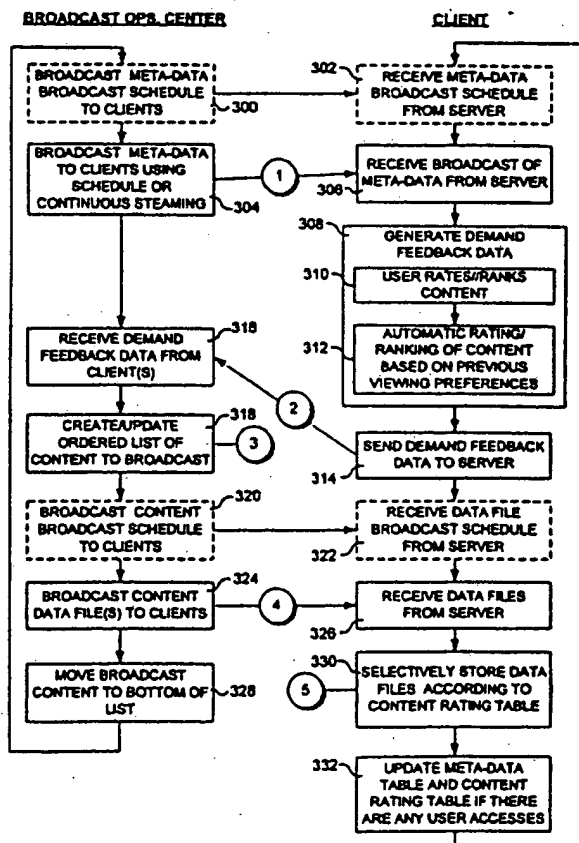 BROADCAST OPS. CENTER
CLIENT
BROADCAST META-DATA
BROADCAST SCHEDULE
TO CLIENTS
300
302
RECEIVE META-DATA
BROADCAST SCHEDULE
FROM SERVER
BROADCAST META-DATA
TO CLIENTS USING
SCHEDULE OR
CONTINUOUS STEAMING
304
1
RECEIVE BROADCAST OF
META-DATA FROM SERVER
306
308
GENERATE DEMAND
FEEDBACK DATA
310
USER RATES//RANKS
CONTENT
312
AUTOMATIC RATING/
RANKING OF CONTENT
BASED ON PREVIOUS
VIEWING PREFERENCES
318
RECEIVE DEMAND
FEEDBACK DATA FROM
CLIENT(S)
2
318
CREATE/UPDATE
ORDERED LIST OF
CONTENT TO BROADCAST
3
SEND DEMAND FEEDBACK
DATA TO SERVER
314
320
BROADCAST CONTENT
BROADCAST SCHEDULE
TO CLIENTS
RECEIVE DATA FILE
BROADCAST SCHEDULE
FROM SERVER
322
324
BROADCAST CONTENT
DATA FILE(S) TO CLIENTS
4
RECEIVE DATA FILES
FROM SERVER
326
MOVE BROADCAST
CONTENT TO BOTTOM OF
LIST
328
330
5
SELECTIVELY STORE DATA
FILES ACCORDING TO
CONTENT RATING TABLE
332
UPDATE META-DATA
TABLE AND CONTENT
RATING TABLE IF THERE
ARE ANY USER ACCESSES